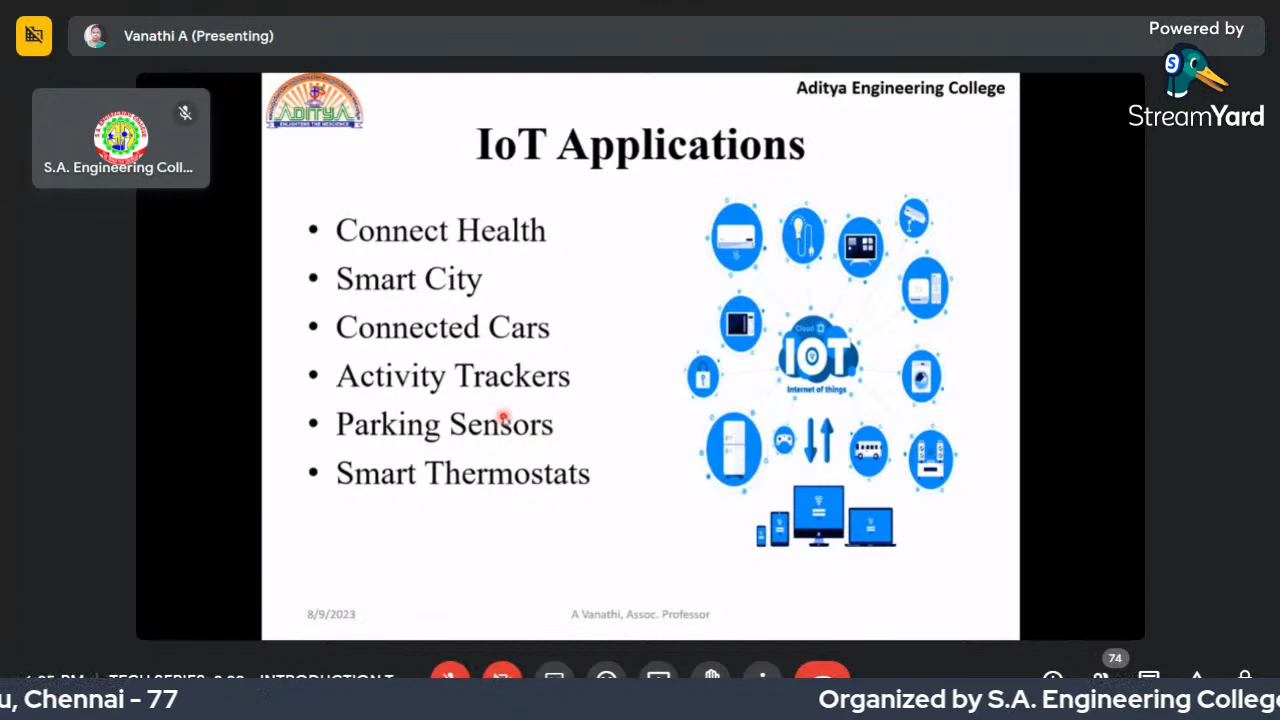 Vanathi A (Presenting)
Powered by
StreamYard
S.A. Engineering Coll...
ADITYA
Aditya Engineering College
IoT Applications
• Connect Health
• Smart City
• Connected Cars
• Activity Trackers
• Parking Sensors
• Smart Thermostats
Cloud
IOT
Internet of things
8/9/2023
A Vanathi, Assoc. Professor
74
u, Chennai - 77
Organized by S.A. Engineering College